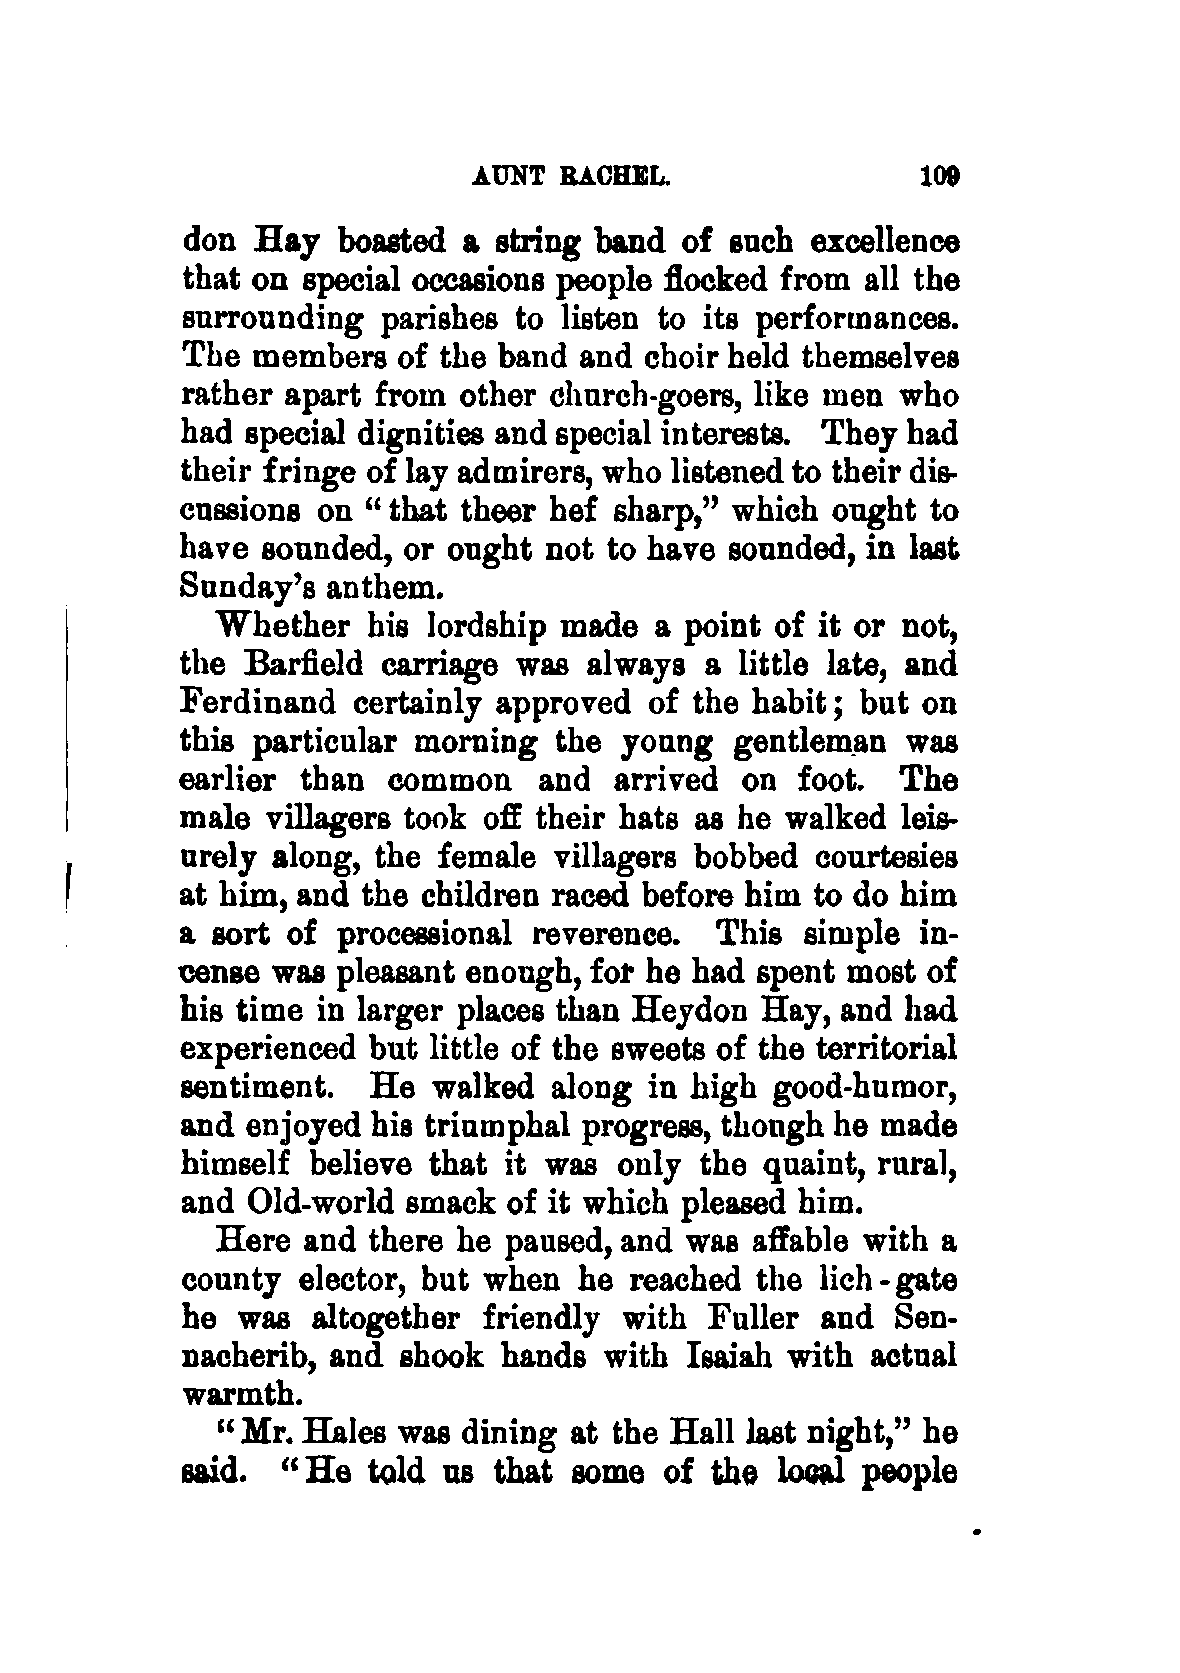 AUNT RACHEL. 109
don Hay boasted a string band of such excellence
that on special occasions people flocked from all the
surrounding parishes to listen to its performances.
The members of the band and choir held themselves
rather apart from other church-goers, like men who
had special dignities and special interests. They had
their fringe of lay admirers, who listened to their dis-
cussions on “that theer hef sharp,” which ought to
have sounded, or ought not to have sounded, in last
Sunday’s anthem.
Whether his lordship made a point of it or not,
the Barfield carriage was always a little late, and
Ferdinand certainly approved of the habit; but on
this particular morning the young gentleman was
earlier than common and arrived on foot. The
male villagers took off their hats as he walked leis-
urely along, the female villagers bobbed courtesies
at him, and the children raced before him to do him
a sort of processional reverence. This simple in-
cense was pleasant enough, for he had spent most of
his time in larger places than Heydon Hay, and had
experienced but little of the sweets of the territorial
sentiment. He walked along in high good-humor,
and enjoyed his triumphal progress, though he made
himself believe that it was only the quaint, rural,
and Old-world smack of it which pleased him.
Here and there he paused, and was affable with a
county elector, but when he reached the lich-gate
he was altogether friendly with Fuller and Sen-
nacherib, and shook hands with Isaiah with actual
warmth.
“Mr. Hales was dining at the Hall last night,” he
said. “He told us that some of the local people